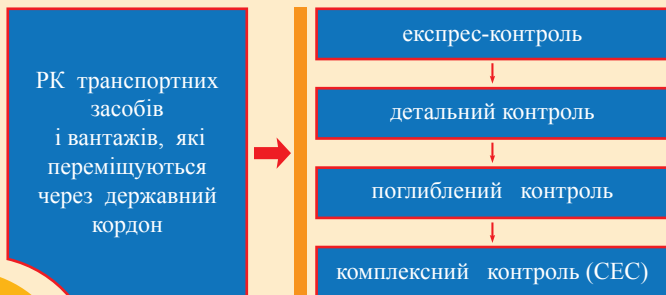 РК транспортних
засобів
і вантажів, які
переміщуються
через державний
кордон
експрес-контроль
детальний контроль
поглиблений контроль
комплексний контроль (СЕС)